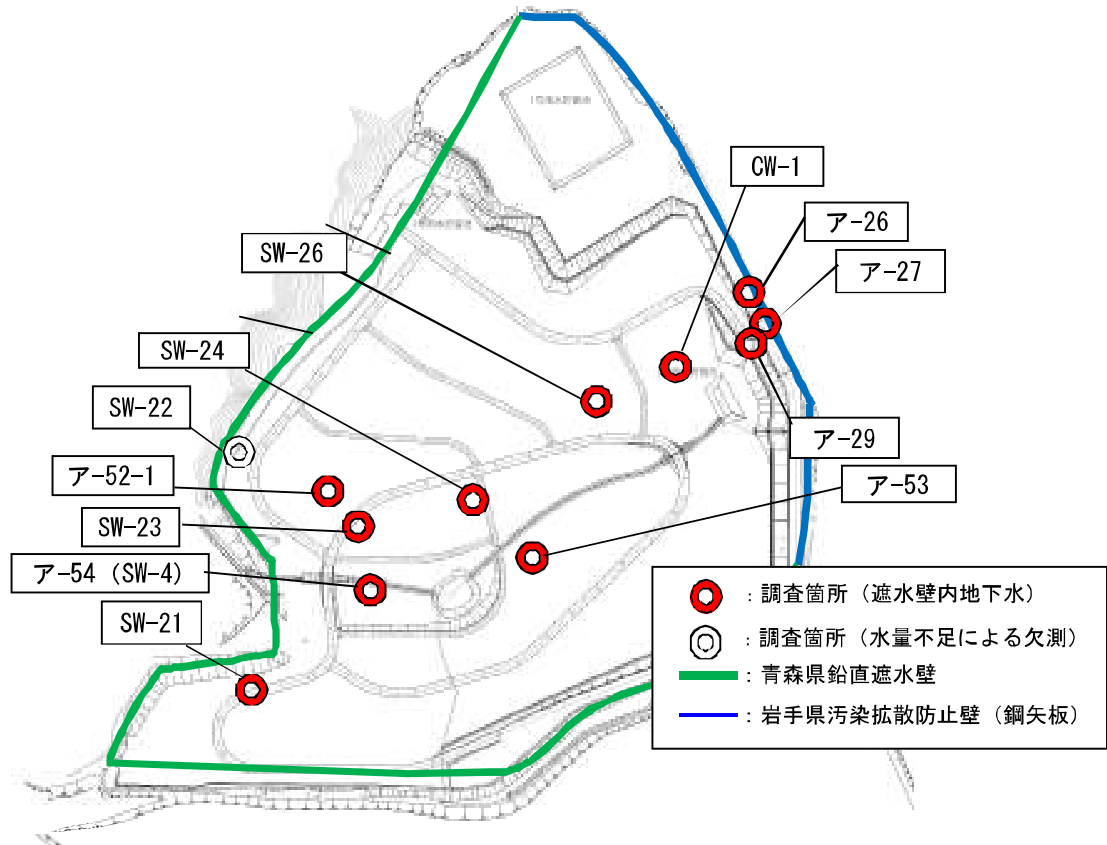 CW-1
ア-26
SW-26
ア-27
SW-24
SW-22
ア-29
ア-52-1
ア-53
SW-23
ア-54 (SW-4)
SW-21
：調査箇所（遮水壁内地下水）
：調査箇所（水量不足による欠測）
：青森県鉛直遮水壁
：岩手県汚染拡散防止壁（鋼矢板）